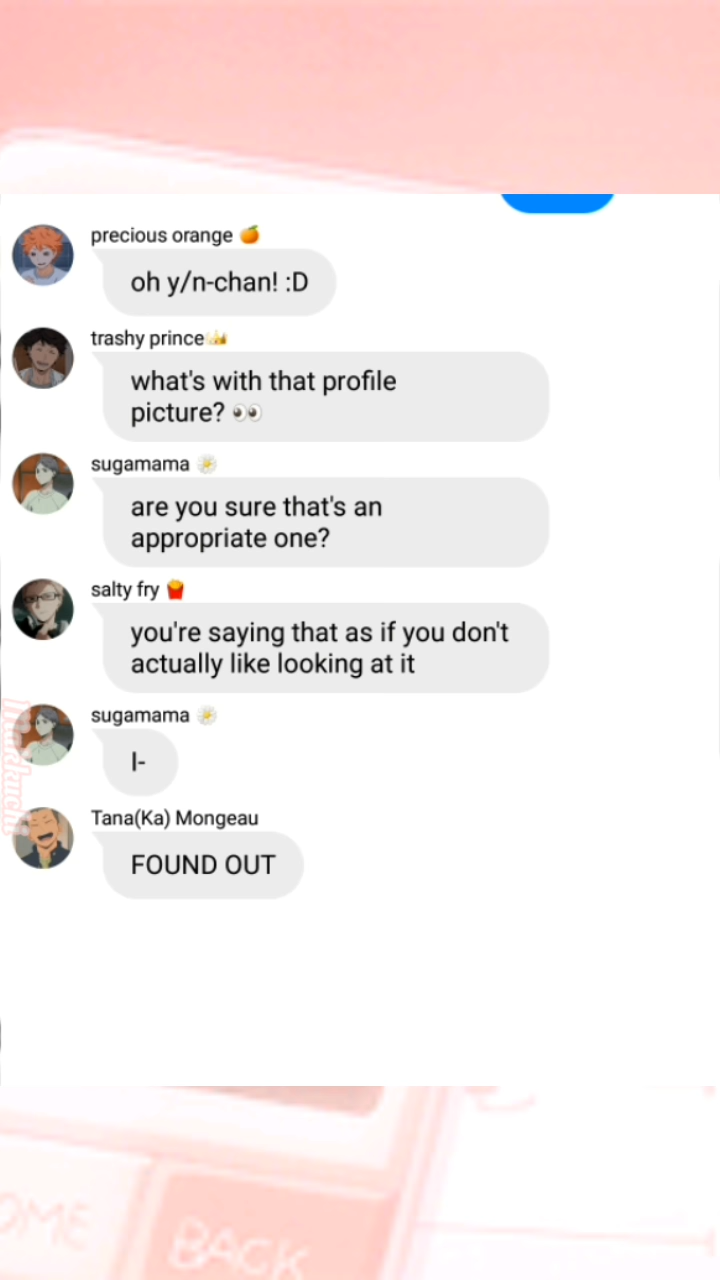 precious orange 🍊
oh y/n-chan! :D
trashy prince👑
what's with that profile
picture? 👀
sugamama 🌼
are you sure that's an
appropriate one?
salty fry 🍟
you're saying that as if you don't
actually like looking at it
sugamama 🌼
I-
Tana(Ka) Mongeau
FOUND OUT
OME
BACK